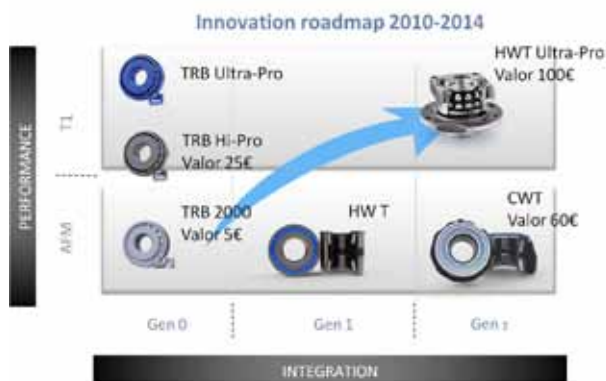 Innovation roadmap 2010-2014
TRB Ultra-Pro
HWT Ultra-Pro
Valor 100€
TRB Hi-Pro
Valor 25€
TRB 2000
Valor 5€
HW T
CWT
Valor 60€
PERFORMANCE
T1
Gen 0
Gen 1
Gen
INTEGRATION